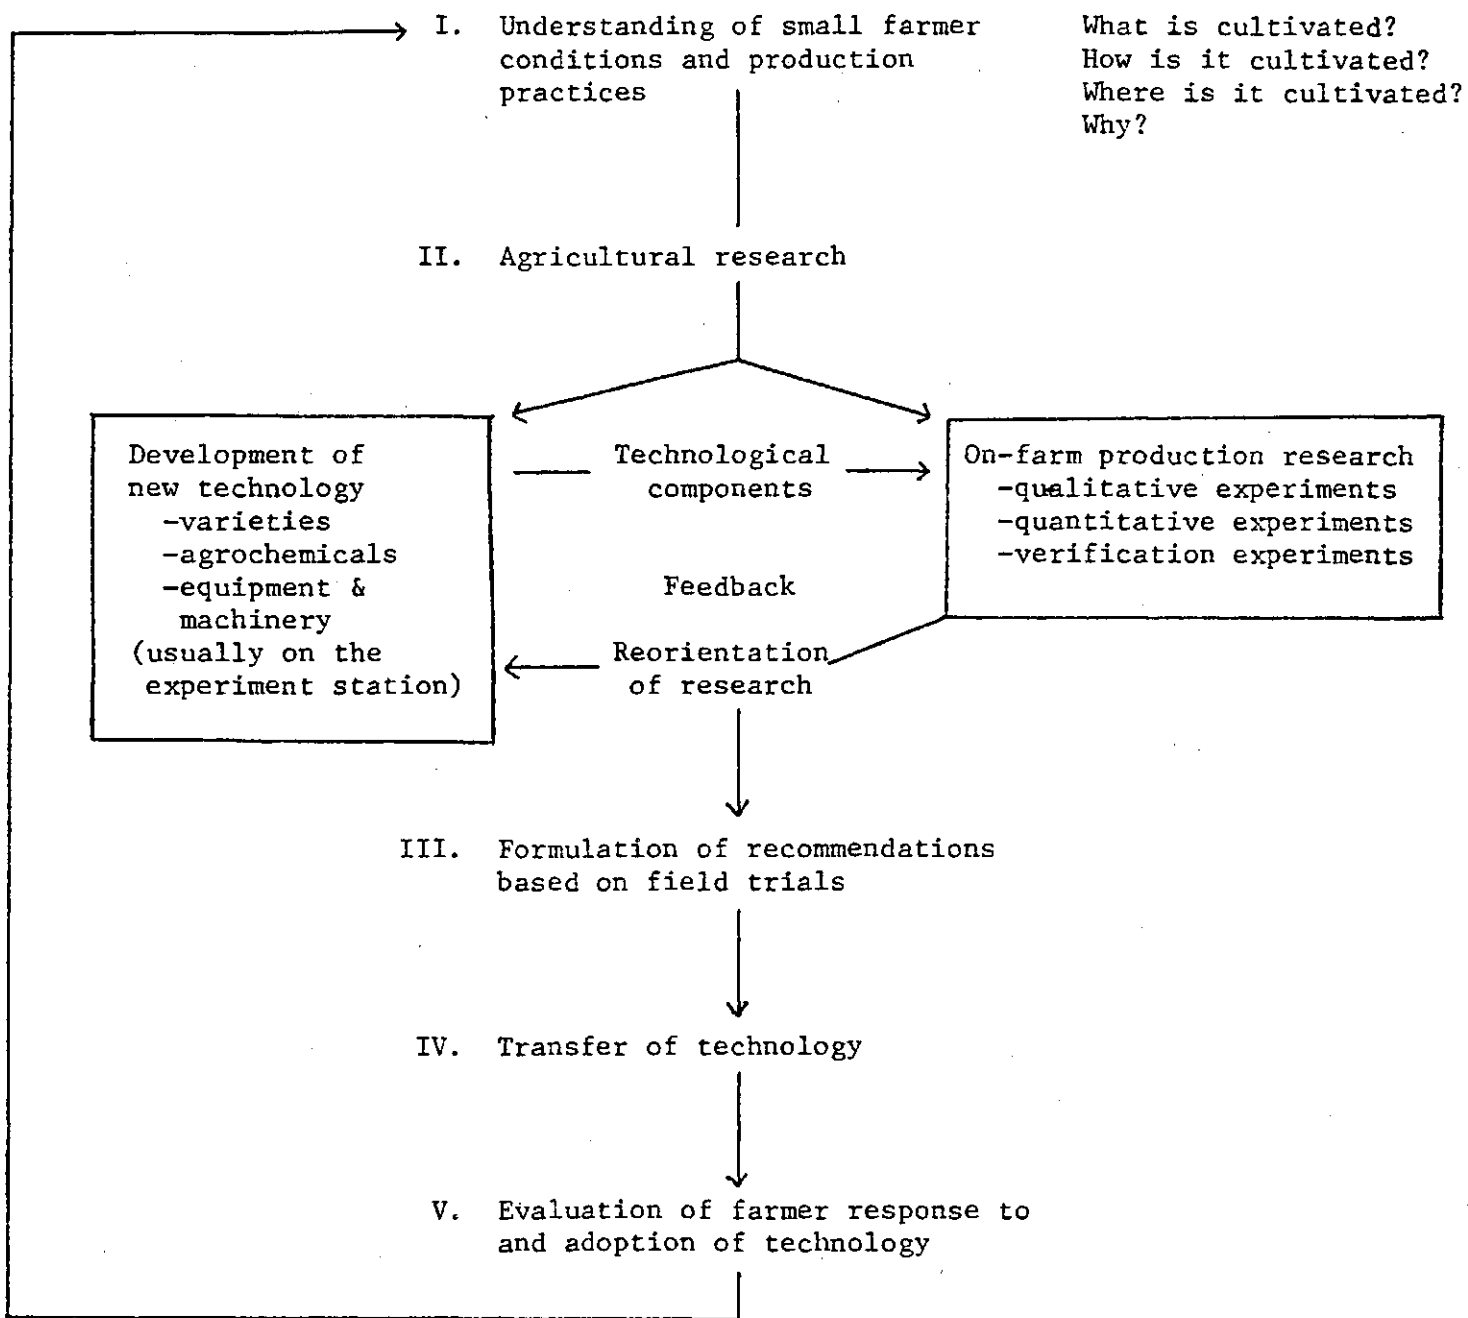 I. Understanding of small farmer
conditions and production
practices
What is cultivated?
How is it cultivated?
Where is it cultivated?
Why?
II. Agricultural research
Development of
new technology
-varieties
-agrochemicals
-equipment &
machinery
(usually on the
experiment station)
Technological
components
Feedback
Reorientation
of research
On-farm production research
-qualitative experiments
-quantitative experiments
-verification experiments
III. Formulation of recommendations
based on field trials
IV. Transfer of technology
V. Evaluation of farmer response to
and adoption of technology